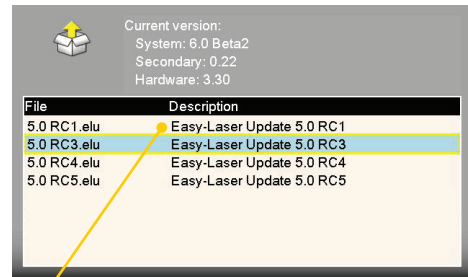 Current version:
System: 6.0 Beta2
Secondary: 0.22
Hardware: 3.30
File Description
5.0 RC1.elu Easy-Laser Update 5.0 RC1
5.0 RC3.elu Easy-Laser Update 5.0 RC3
5.0 RC4.elu Easy-Laser Update 5.0 RC4
5.0 RC5.elu Easy-Laser Update 5.0 RC5